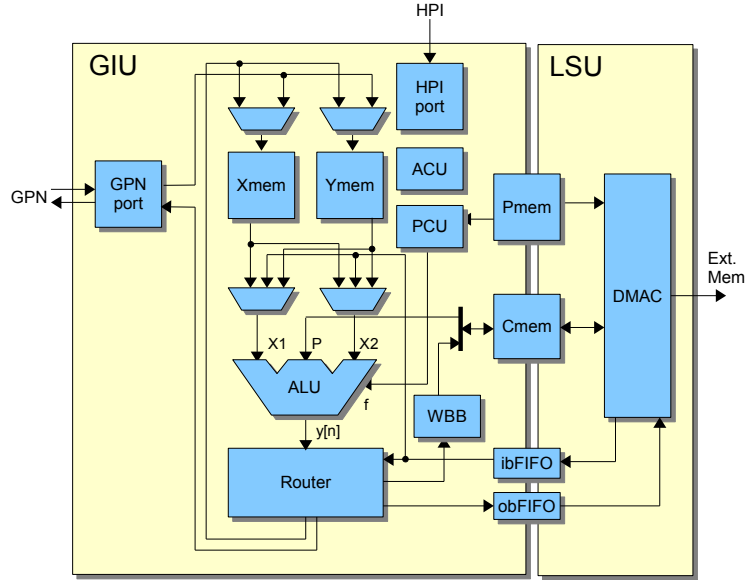 HPI
GIU
LSU
HPI
port
Xmem
Ymem
ACU
GPN
GPN
port
PCU
Pmem
Ext.
Mem
DMAC
Cmem
X1
P
X2
ALU
f
WBB
y[n]
Router
ibFIFO
obFIFO